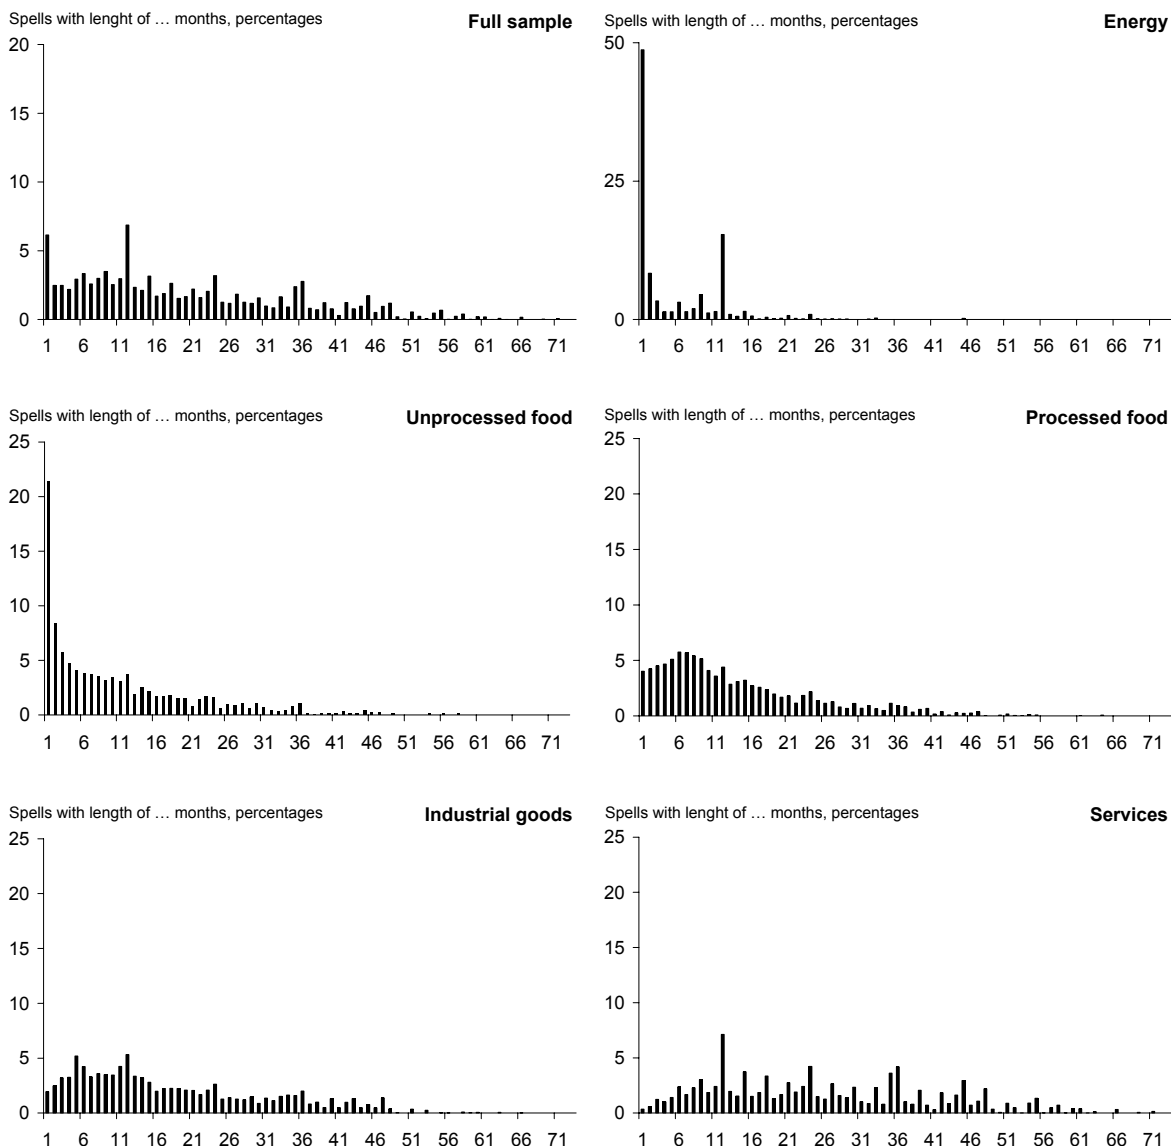 Spells with lenght of … months, percentages
Full sample
20
15
10
5
0
1 6 11 16 21 26 31 36 41 46 51 56 61 66 71
Spells with lenght of … months, percentages
Energy
50
25
0
1 6 11 16 21 26 31 36 41 46 51 56 61 66 71
Spells with length of … months, percentages
Unprocessed food
25
20
15
10
5
0
1 6 11 16 21 26 31 36 41 46 51 56 61 66 71
Spells with length of … months, percentages
Processed food
25
20
15
10
5
0
1 6 11 16 21 26 31 36 41 46 51 56 61 66 71
Spells with length of … months, percentages
Industrial goods
25
20
15
10
5
0
1 6 11 16 21 26 31 36 41 46 51 56 61 66 71
Spells with lenght of … months, percentages
Services
25
20
15
10
5
0
1 6 11 16 21 26 31 36 41 46 51 56 61 66 71